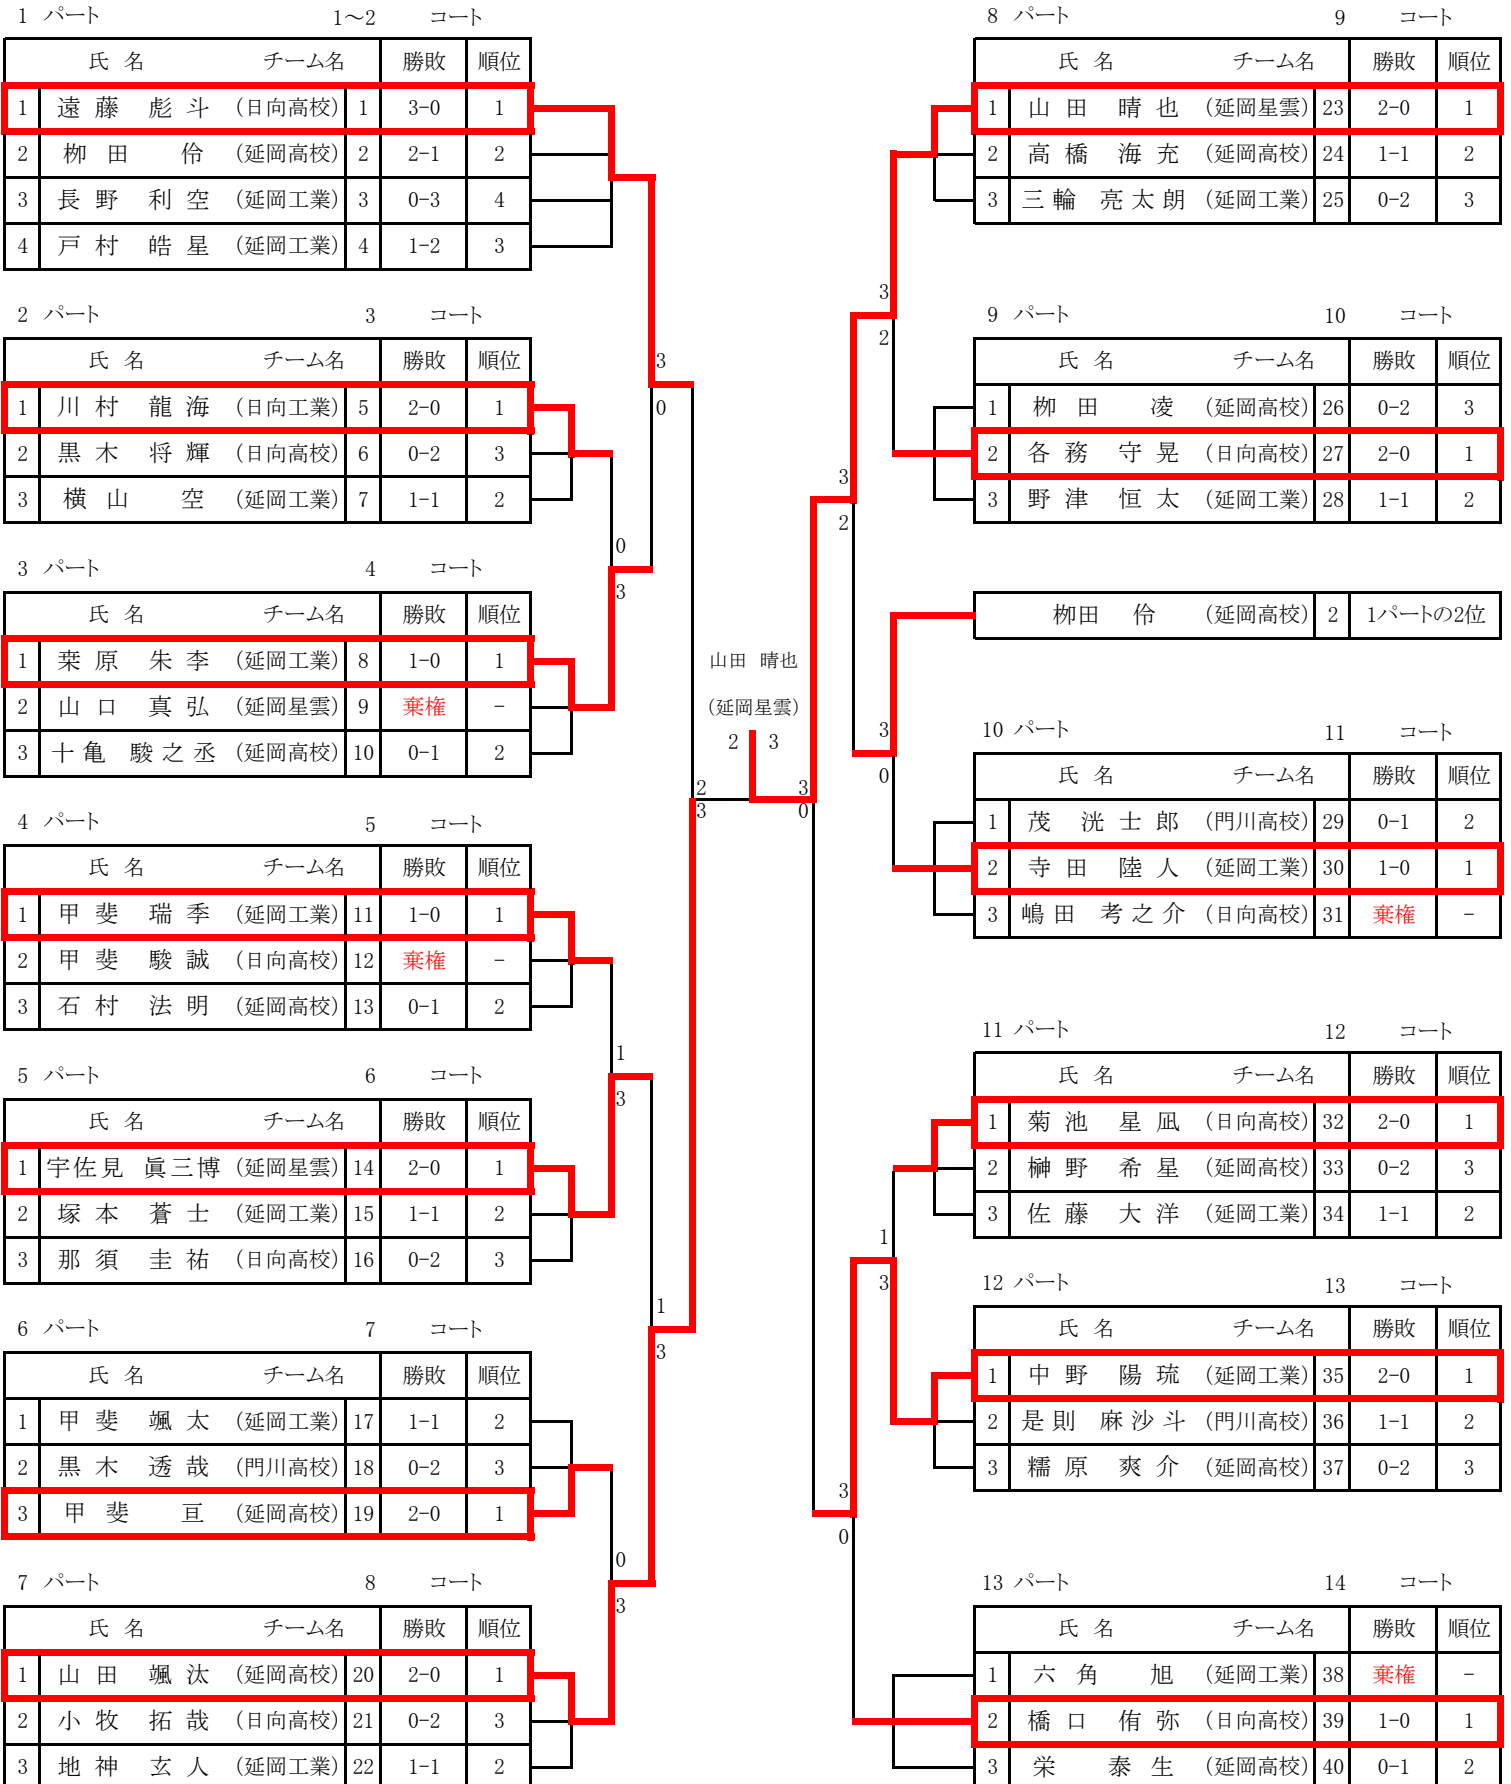 1 パート 1～2 コート
氏 名 チーム名 勝敗 順位
1 遠 藤 彪 斗 (日向高校) 1 3-0 1
2 栁 田 伶 (延岡高校) 2 2-1 2
3 長 野 利 空 (延岡工業) 3 0-3 4
4 戸 村 皓 星 (延岡工業) 4 1-2 3
2 パート 3 コート
氏 名 チーム名 勝敗 順位
1 川 村 龍 海 (日向工業) 5 2-0 1
2 黒 木 将 輝 (日向高校) 6 0-2 3
3 横 山 空 (延岡工業) 7 1-1 2
3 パート 4 コート
氏 名 チーム名 勝敗 順位
1 桒 原 朱 李 (延岡工業) 8 1-0 1
2 山 口 真 弘 (延岡星雲) 9 棄権 -
3 十 亀 駿 之 丞 (延岡高校) 10 0-1 2
4 パート 5 コート
氏 名 チーム名 勝敗 順位
1 甲 斐 瑞 季 (延岡工業) 11 1-0 1
2 甲 斐 駿 誠 (日向高校) 12 棄権 -
3 石 村 法 明 (延岡高校) 13 0-1 2
5 パート 6 コート
氏 名 チーム名 勝敗 順位
1 宇佐見 眞三博 (延岡星雲) 14 2-0 1
2 塚 本 蒼 士 (延岡工業) 15 1-1 2
3 那 須 圭 祐 (日向高校) 16 0-2 3
6 パート 7 コート
氏 名 チーム名 勝敗 順位
1 甲 斐 颯 太 (延岡工業) 17 1-1 2
2 黒 木 透 哉 (門川高校) 18 0-2 3
3 甲 斐 亘 (延岡高校) 19 2-0 1
7 パート 8 コート
氏 名 チーム名 勝敗 順位
1 山 田 颯 汰 (延岡高校) 20 2-0 1
2 小 牧 拓 哉 (日向高校) 21 0-2 3
3 地 神 玄 人 (延岡工業) 22 1-1 2
3
0
0
3
1
3
1
3
0
3
2
3
山田 晴也
(延岡星雲)
2 3
3
0
3
2
3
2
3
0
1
3
3
0
8 パート 9 コート
氏 名 チーム名 勝敗 順位
1 山 田 晴 也 (延岡星雲) 23 2-0 1
2 高 橋 海 充 (延岡高校) 24 1-1 2
3 三 輪 亮 太 朗 (延岡工業) 25 0-2 3
9 パート 10 コート
氏 名 チーム名 勝敗 順位
1 栁 田 凌 (延岡高校) 26 0-2 3
2 各 務 守 晃 (日向高校) 27 2-0 1
3 野 津 恒 太 (延岡工業) 28 1-1 2
栁田 伶 (延岡高校) 2 1パートの2位
10 パート 11 コート
氏 名 チーム名 勝敗 順位
1 茂 洸 士 郎 (門川高校) 29 0-1 2
2 寺 田 陸 人 (延岡工業) 30 1-0 1
3 嶋 田 考 之 介 (日向高校) 31 棄権 -
11 パート 12 コート
氏 名 チーム名 勝敗 順位
1 菊 池 星 凪 (日向高校) 32 2-0 1
2 榊 野 希 星 (延岡高校) 33 0-2 3
3 佐 藤 大 洋 (延岡工業) 34 1-1 2
12 パート 13 コート
氏 名 チーム名 勝敗 順位
1 中 野 陽 琉 (延岡工業) 35 2-0 1
2 是 則 麻 沙 斗 (門川高校) 36 1-1 2
3 糯 原 爽 介 (延岡高校) 37 0-2 3
13 パート 14 コート
氏 名 チーム名 勝敗 順位
1 六 角 旭 (延岡工業) 38 棄権 -
2 橋 口 侑 弥 (日向高校) 39 1-0 1
3 栄 泰 生 (延岡高校) 40 0-1 2